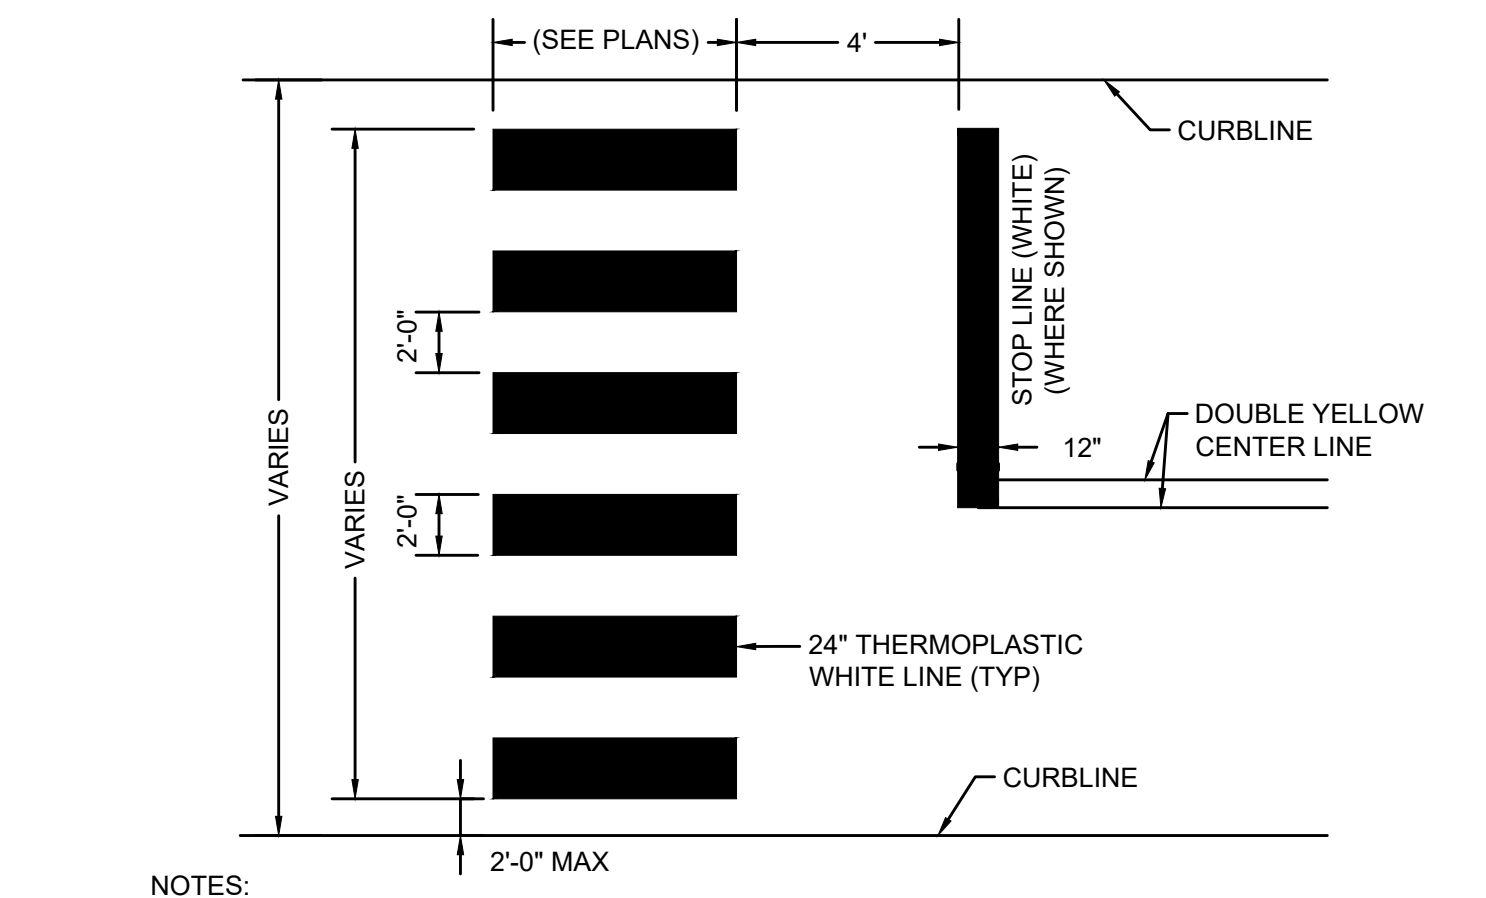 (SEE PLANS)
4'
CURBLINE
STOP LINE (WHITE)
(WHERE SHOWN)
2'-0"
VARIES
VARIES
DOUBLE YELLOW
CENTER LINE
12"
2'-0"
24" THERMOPLASTIC
WHITE LINE (TYP)
CURBLINE
2'-0" MAX
NOTES: